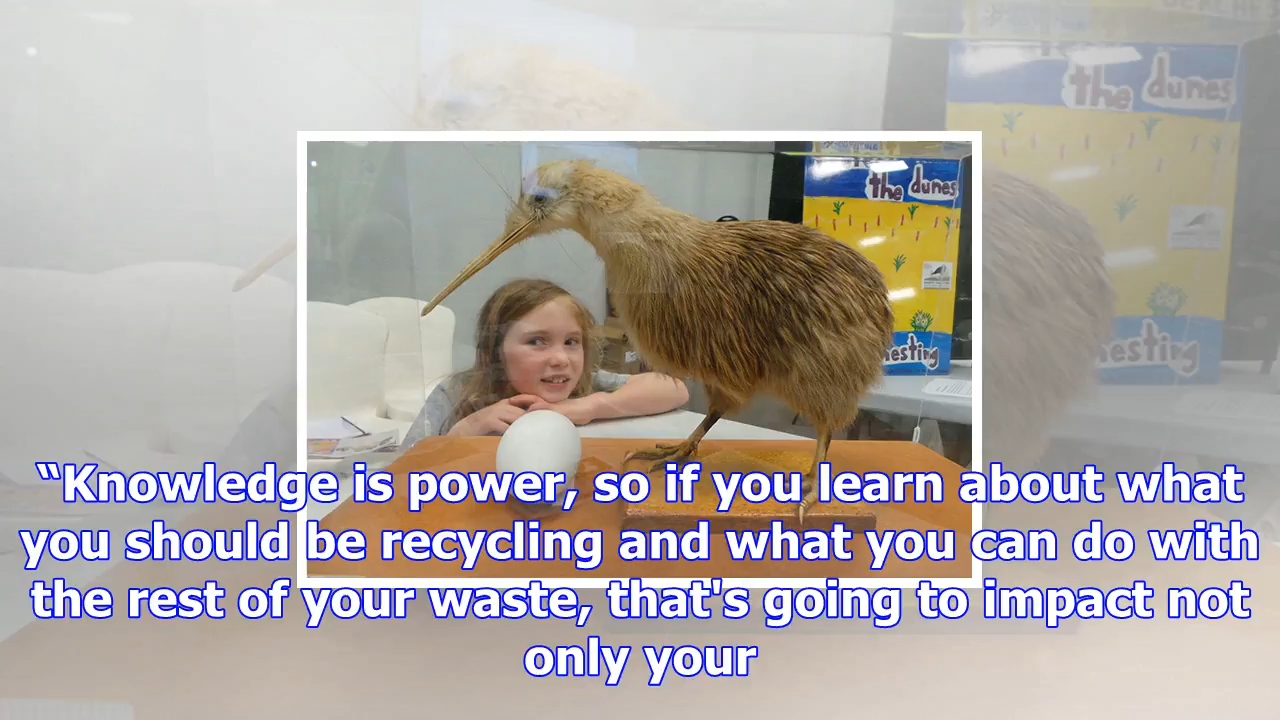 the dunes
the dunes
nesting
nesting
“Knowledge is power, so if you learn about what
you should be recycling and what you can do with
the rest of your waste, that's going to impact not
only your